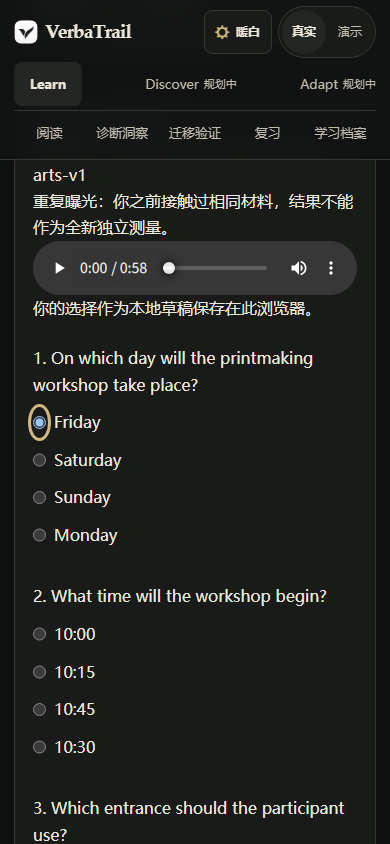 VerbaTrail
暖白
真实
演示
Learn
Discover 规划中
Adapt 规划中
阅读
诊断洞察
迁移验证
复习
学习档案
arts-v1
重复曝光：你之前接触过相同材料，结果不能
作为全新独立测量。
0:00 / 0:58
你的选择作为本地草稿保存在此浏览器。
1. On which day will the printmaking
workshop take place?
Friday
Saturday
Sunday
Monday
2. What time will the workshop begin?
10:00
10:15
10:45
10:30
3. Which entrance should the participant
use?